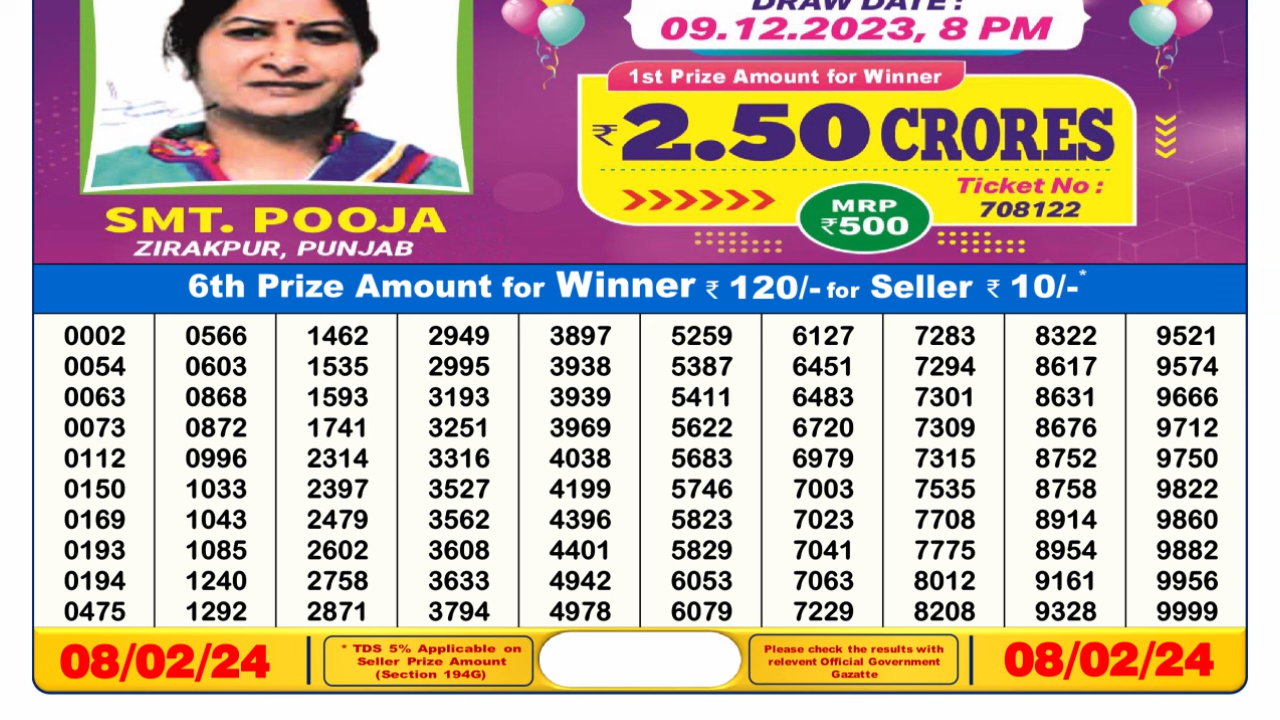 DRAW DATE :
09.12.2023, 8 PM
1st Prize Amount for Winner
₹2.50 CRORES
Ticket No :
708122
MRP
₹500
SMT. POOJA
ZIRAKPUR, PUNJAB
6th Prize Amount for Winner ₹ 120/- for Seller ₹ 10/-*
0002 0566 1462 2949 3897 5259 6127 7283 8322 9521
0054 0603 1535 2995 3938 5387 6451 7294 8617 9574
0063 0868 1593 3193 3939 5411 6483 7301 8631 9666
0073 0872 1741 3251 3969 5622 6720 7309 8676 9712
0112 0996 2314 3316 4038 5683 6979 7315 8752 9750
0150 1033 2397 3527 4199 5746 7003 7535 8758 9822
0169 1043 2479 3562 4396 5823 7023 7708 8914 9860
0193 1085 2602 3608 4401 5829 7041 7775 8954 9882
0194 1240 2758 3633 4942 6053 7063 8012 9161 9956
0475 1292 2871 3794 4978 6079 7229 8208 9328 9999
08/02/24
* TDS 5% Applicable on
Seller Prize Amount
(Section 194G)
Please check the results with
relevent Official Government
Gazatte
08/02/24